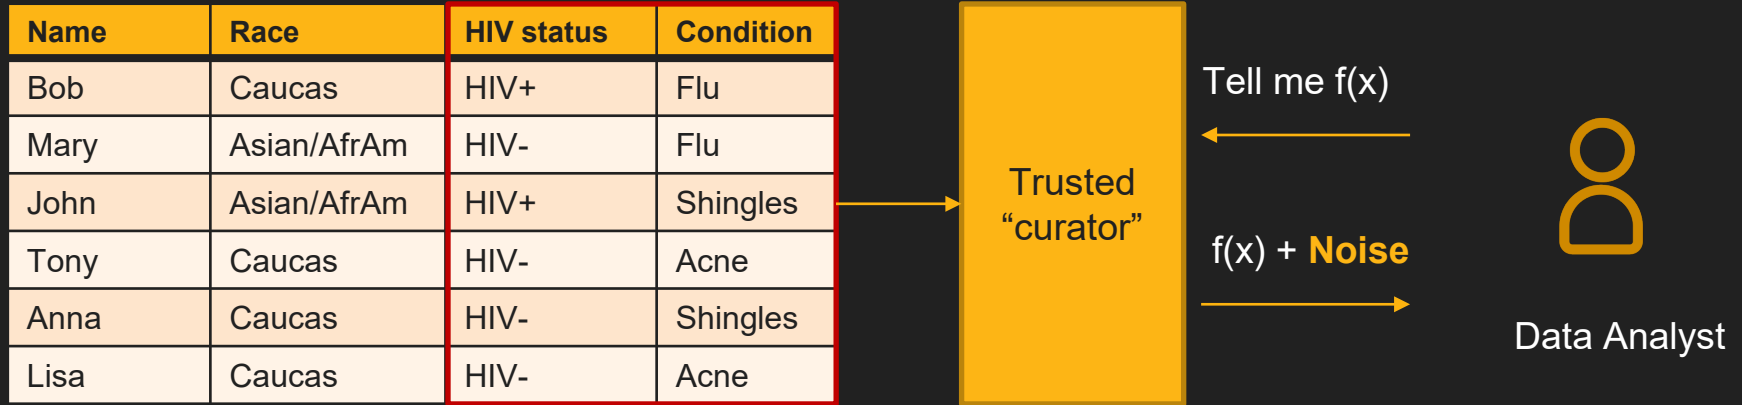 Name Race HIV status Condition
Bob Caucas HIV+ Flu
Mary Asian/AfrAm HIV- Flu
John Asian/AfrAm HIV+ Shingles
Tony Caucas HIV- Acne
Anna Caucas HIV- Shingles
Lisa Caucas HIV- Acne
Trusted
“curator”
Tell me f(x)
f(x) + Noise
Data Analyst